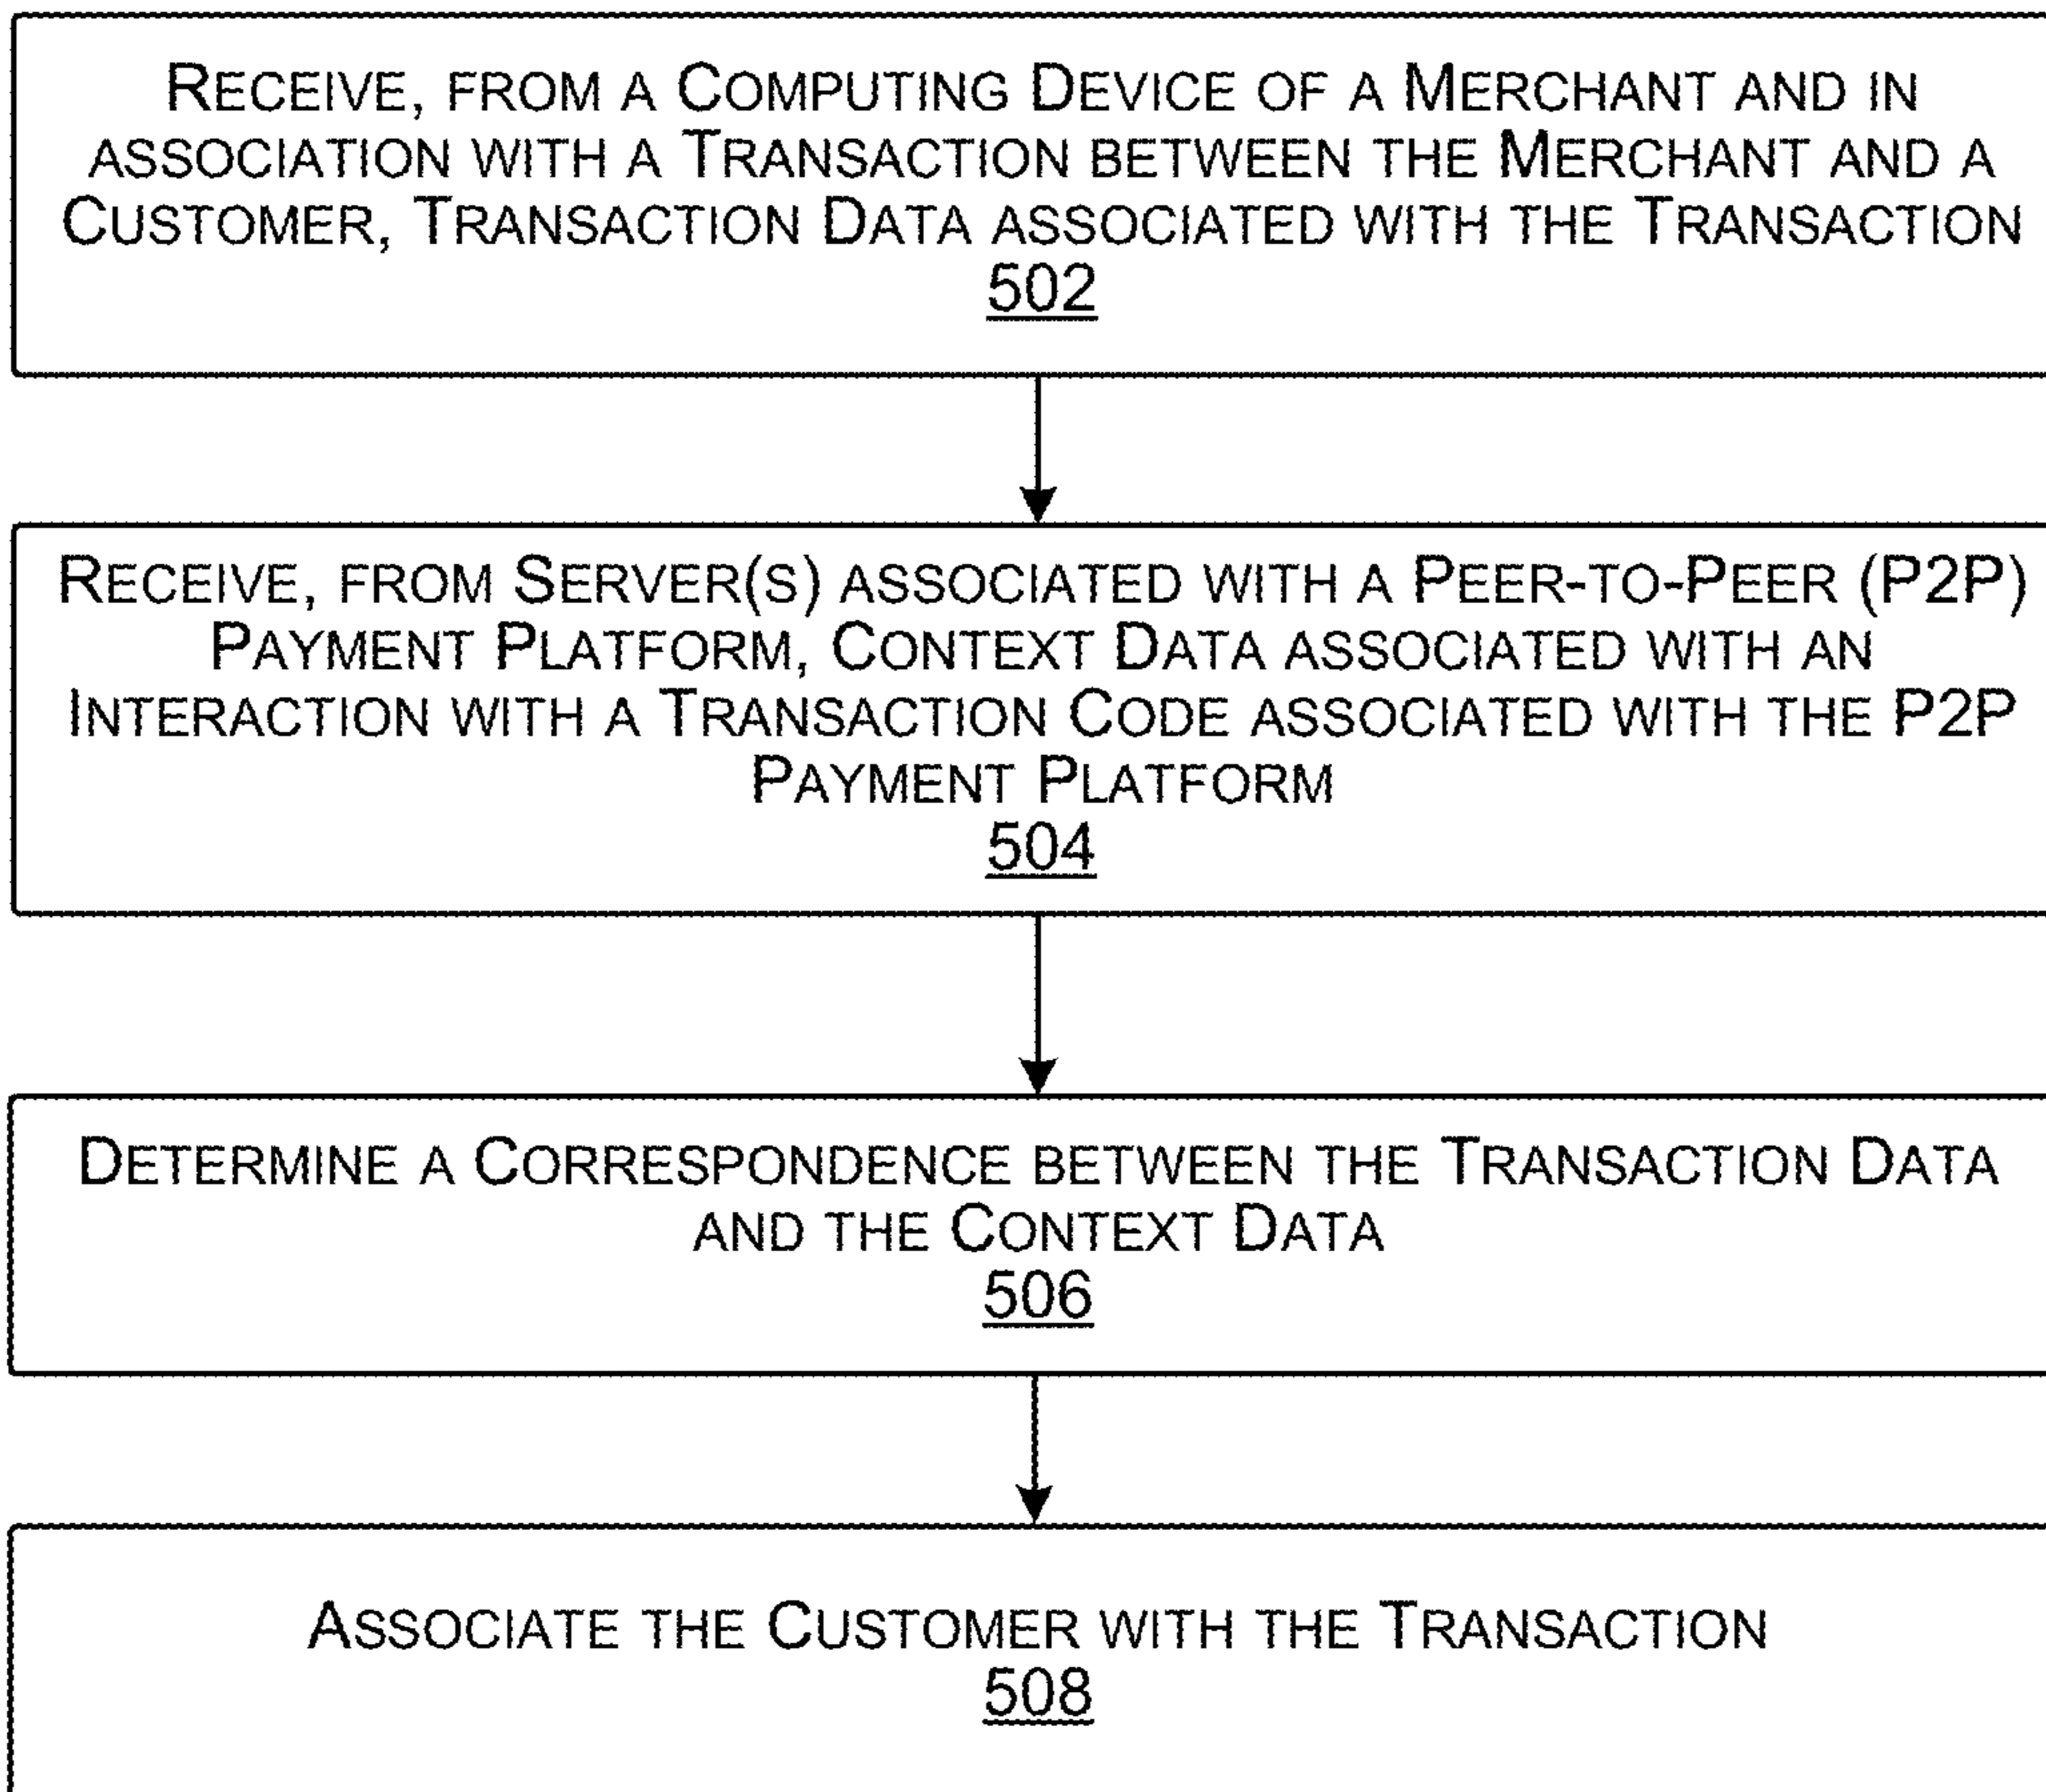 RECEIVE, FROM A COMPUTING DEVICE OF A MERCHANT AND IN
ASSOCIATION WITH A TRANSACTION BETWEEN THE MERCHANT AND A
CUSTOMER, TRANSACTION DATA ASSOCIATED WITH THE TRANSACTION
502
RECEIVE, FROM SERVER(S) ASSOCIATED WITH A PEER-TO-PEER (P2P)
PAYMENT PLATFORM, CONTEXT DATA ASSOCIATED WITH AN
INTERACTION WITH A TRANSACTION CODE ASSOCIATED WITH THE P2P
PAYMENT PLATFORM
504
DETERMINE A CORRESPONDENCE BETWEEN THE TRANSACTION DATA
AND THE CONTEXT DATA
506
ASSOCIATE THE CUSTOMER WITH THE TRANSACTION
508